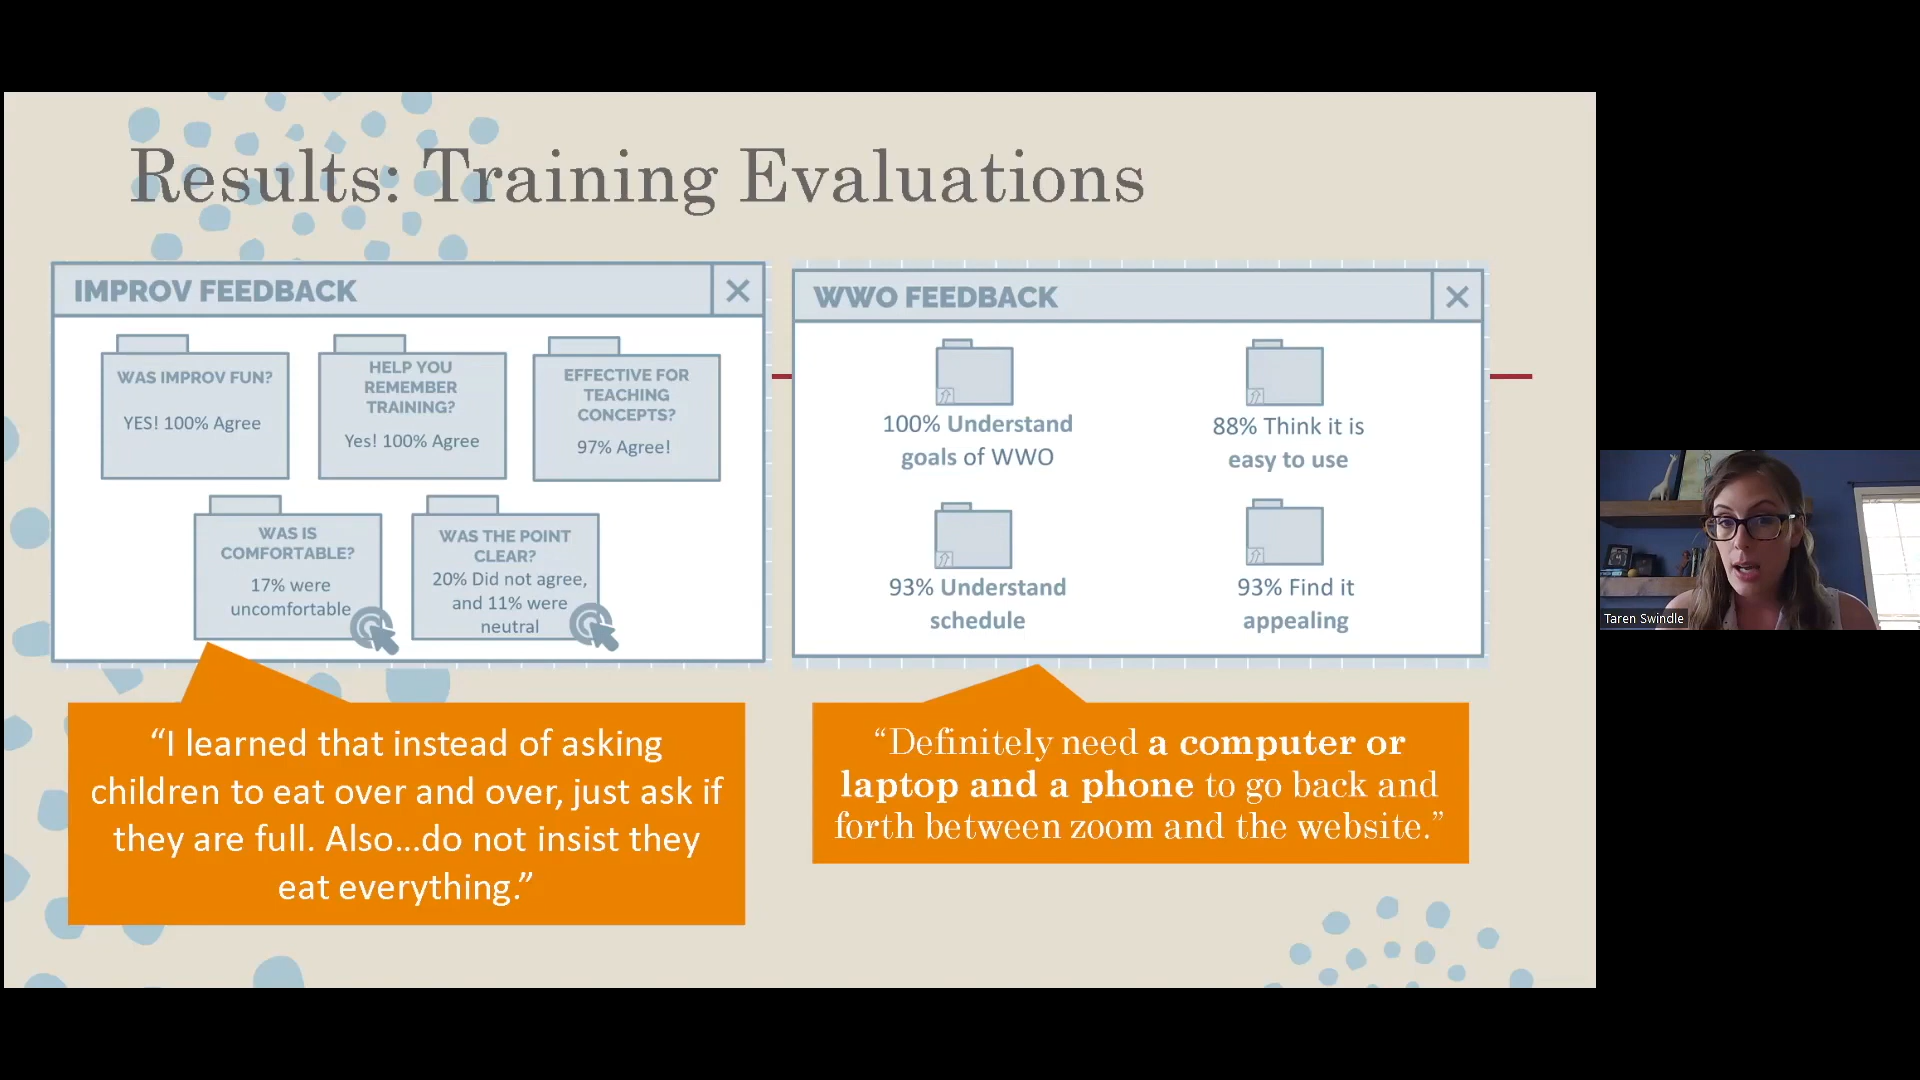 Results: Training Evaluations
IMPROV FEEDBACK
WAS IMPROV FUN?
YES! 100% Agree
HELP YOU
REMEMBER
TRAINING?
Yes! 100% Agree
EFFECTIVE FOR
TEACHING
CONCEPTS?
97% Agree!
WAS IS
COMFORTABLE?
17% were
uncomfortable
WAS THE POINT
CLEAR?
20% Did not agree,
and 11% were
neutral
“I learned that instead of asking
children to eat over and over, just ask if
they are full. Also...do not insist they
eat everything.”
WWO FEEDBACK
100% Understand
goals of WWO
88% Think it is
easy to use
93% Understand
schedule
93% Find it
appealing
“Definitely need a computer or
laptop and a phone to go back and
forth between zoom and the website.”
Taren Swindle